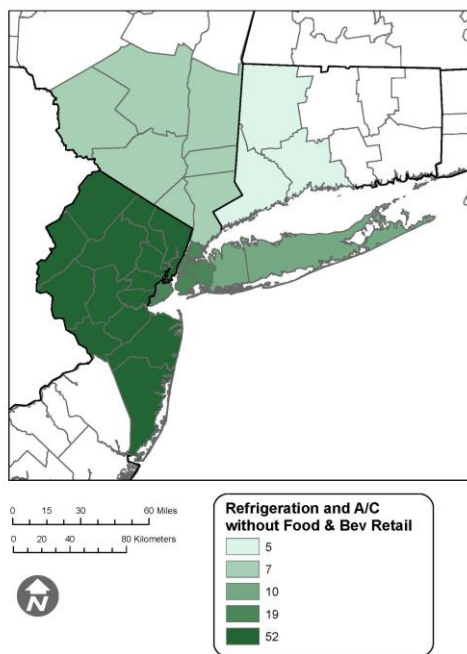 0 15 30 60 Miles
0 20 40 80 Kilometers
N
Refrigeration and A/C
without Food & Bev Retail
5
7
10
19
52